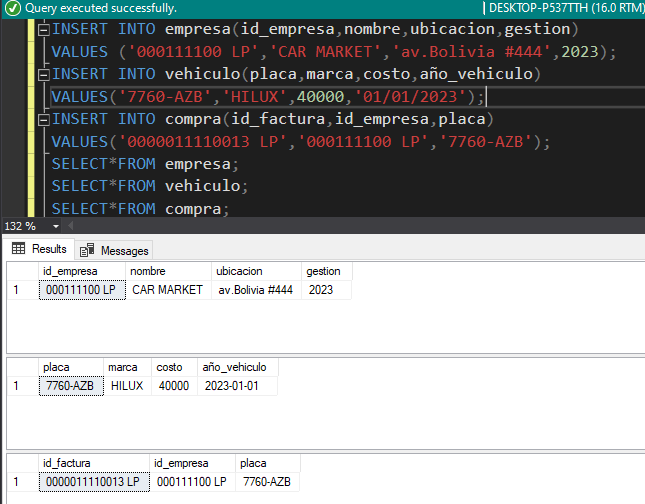 Query executed successfully.
DESKTOP-P537TTH (16.0 RTM)
INSERT INTO empresa(id_empresa,nombre,ubicacion,gestion)
VALUES ('000111100 LP','CAR MARKET','av.Bolivia #444',2023);
INSERT INTO vehiculo(placa,marca,costo,año_vehiculo)
VALUES('7760-AZB','HILUX',40000,'01/01/2023');
INSERT INTO compra(id_factura,id_empresa,placa)
VALUES('0000011110013 LP','000111100 LP','7760-AZB');
SELECT*FROM empresa;
SELECT*FROM vehiculo;
SELECT*FROM compra;
132 %
Results Messages
id_empresa nombre ubicacion gestion
1 000111100 LP CAR MARKET av.Bolivia #444 2023
placa marca costo año_vehiculo
1 7760-AZB HILUX 40000 2023-01-01
id_factura id_empresa placa
1 0000011110013 LP 000111100 LP 7760-AZB